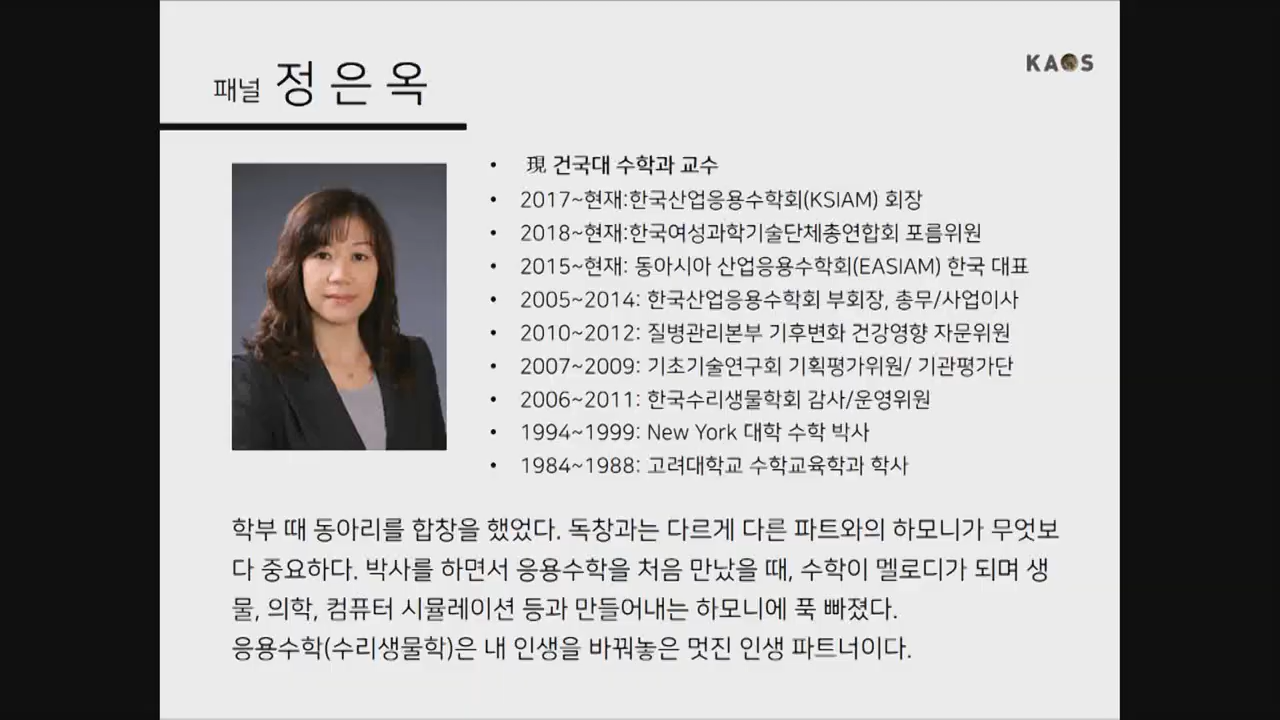 패널 정은옥
KAOS
• 現 건국대 수학과 교수
• 2017~현재:한국산업응용수학회(KSIAM) 회장
• 2018~현재:한국여성과학기술단체총연합회 포름위원
• 2015~현재: 동아시아 산업응용수학회(EASIAM) 한국 대표
• 2005~2014: 한국산업응용수학회 부회장, 총무/사업이사
• 2010~2012: 질병관리본부 기후변화 건강영향 자문위원
• 2007~2009: 기초기술연구회 기획평가위원/ 기관평가단
• 2006~2011: 한국수리생물학회 감사/운영위원
• 1994~1999: New York 대학 수학 박사
• 1984~1988: 고려대학교 수학교육학과 학사
학부 때 동아리를 합창을 했었다. 독창과는 다르게 다른 파트와의 하모니가 무엇보
다 중요하다. 박사를 하면서 응용수학을 처음 만났을 때, 수학이 멜로디가 되며 생
물, 의학, 컴퓨터 시뮬레이션 등과 만들어내는 하모니에 푹 빠졌다.
응용수학(수리생물학)은 내 인생을 바꿔놓은 멋진 인생 파트너이다.